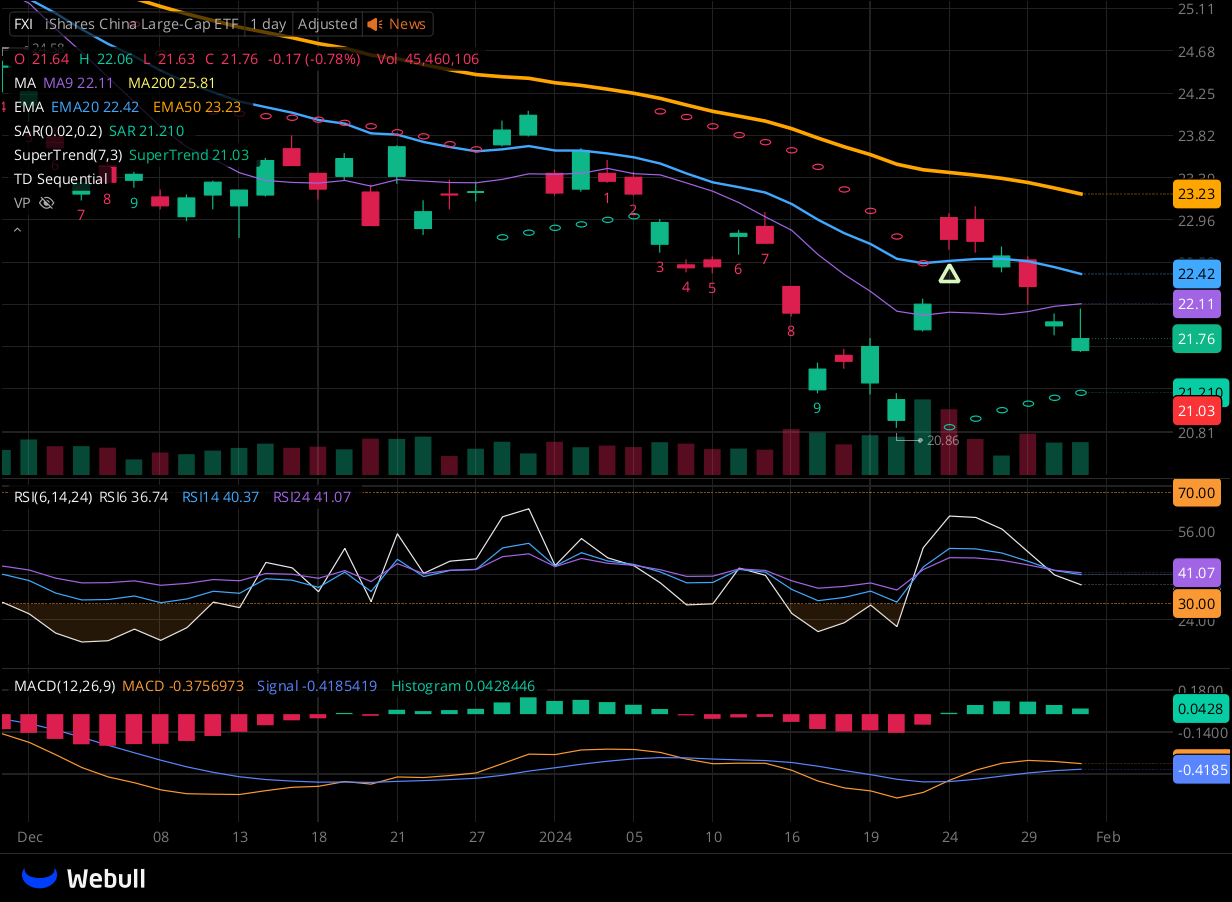 FXI iShares China Large-Cap ETF 1 day Adjusted News
25.11
24.68
O 21.64 H 22.06 L 21.63 C 21.76 -0.17 (-0.78%) Vol 45,460,106
MA MA9 22.11 MA200 25.81
24.25
EMA EMA20 22.42 EMA50 23.23
SAR(0.02,0.2) SAR 21.210
23.82
SuperTrend(7,3) SuperTrend 21.03
TD Sequential
VP
7 8 9
1 2 3 4 5 6 7 8 9
23.23
22.96
22.42
22.11
21.76
21.210
21.03
20.86
20.81
RSI(6,14,24) RSI6 36.74 RSI14 40.37 RSI24 41.07
70.00
56.00
41.07
30.00
24.00
MACD(12,26,9) MACD -0.3756973 Signal -0.4185419 Histogram 0.0428446
0.1800
0.0428
-0.1400
-0.4185
Dec 08 13 18 21 27 2024 05 10 16 19 24 29 Feb
Webull